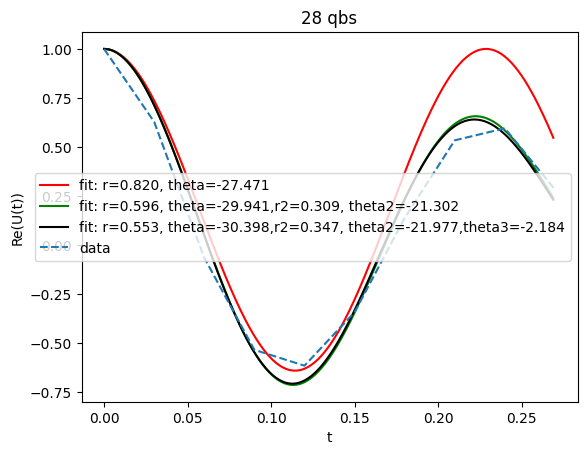 28 qbs
1.00
0.75
0.50
0.25
0.00
−0.25
−0.50
−0.75
Re(U(t))
fit: r=0.820, theta=-27.471
fit: r=0.596, theta=-29.941,r2=0.309, theta2=-21.302
fit: r=0.553, theta=-30.398,r2=0.347, theta2=-21.977,theta3=-2.184
data
0.00 0.05 0.10 0.15 0.20 0.25
t